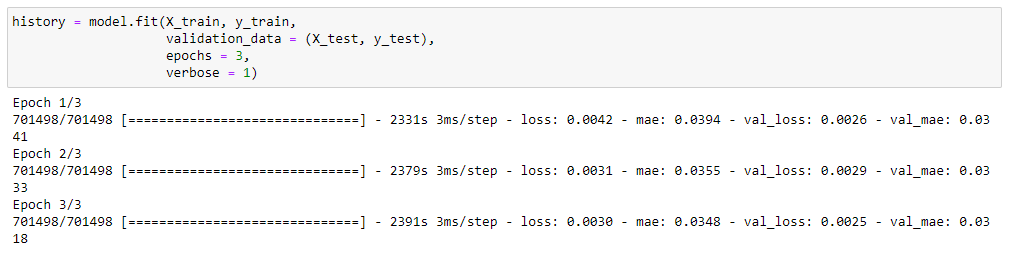 history = model.fit(X_train, y_train,
                    validation_data = (X_test, y_test),
                    epochs = 3,
                    verbose = 1)
Epoch 1/3
701498/701498 [==============================] - 2331s 3ms/step - loss: 0.0042 - mae: 0.0394 - val_loss: 0.0026 - val_mae: 0.03
41
Epoch 2/3
701498/701498 [==============================] - 2379s 3ms/step - loss: 0.0031 - mae: 0.0355 - val_loss: 0.0029 - val_mae: 0.03
33
Epoch 3/3
701498/701498 [==============================] - 2391s 3ms/step - loss: 0.0030 - mae: 0.0348 - val_loss: 0.0025 - val_mae: 0.03
18